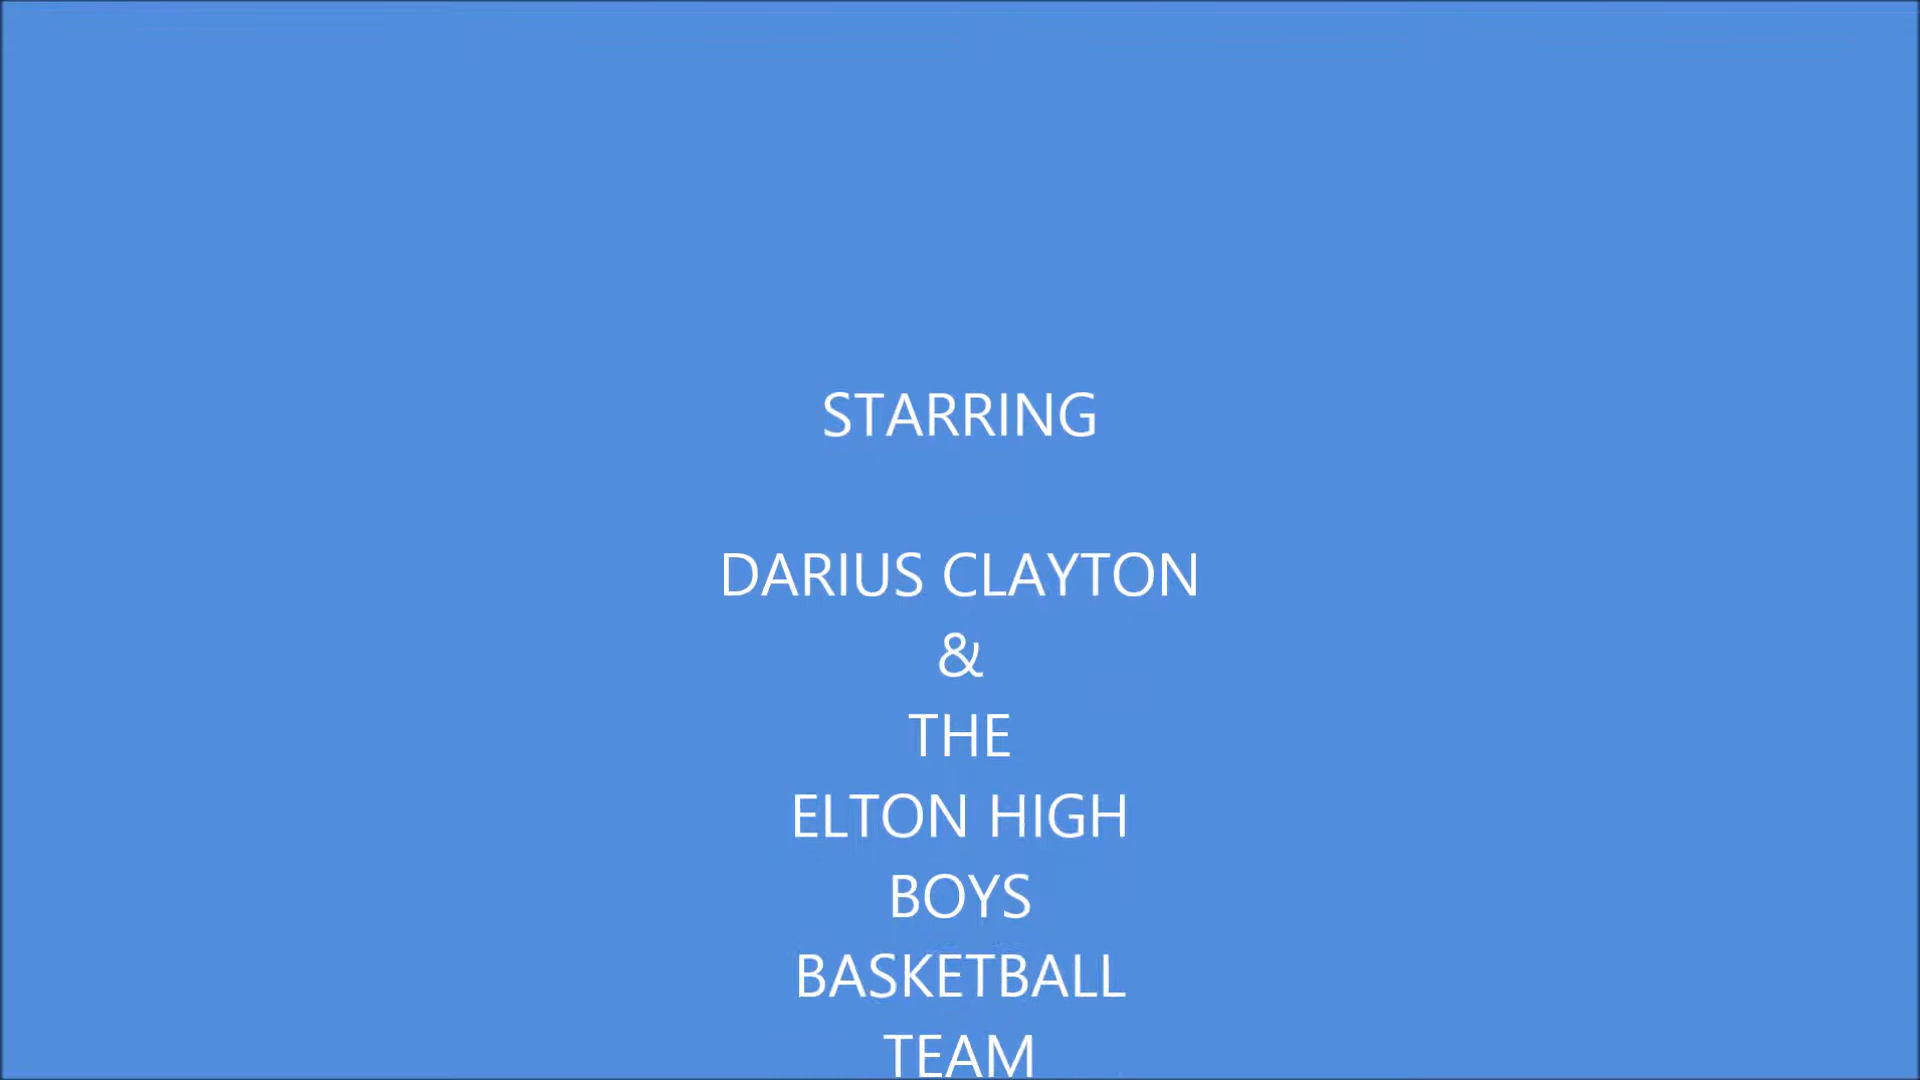 STARRING
DARIUS CLAYTON
&
THE
ELTON HIGH
BOYS
BASKETBALL
TEAM